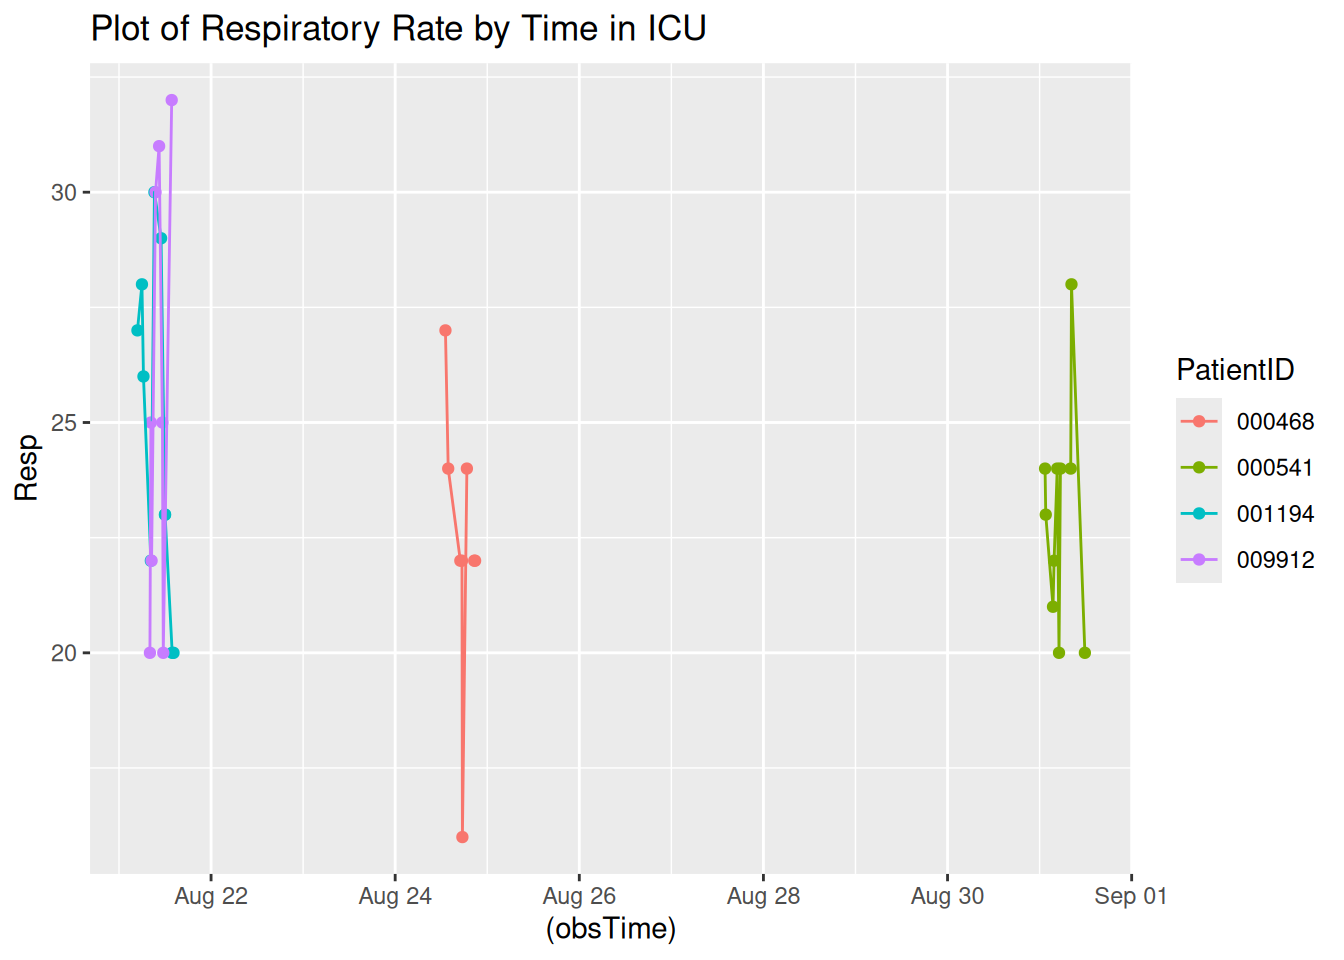 Plot of Respiratory Rate by Time in ICU
30
25
20
Resp
Aug 22
Aug 24
Aug 26
Aug 28
Aug 30
Sep 01
(obsTime)
PatientID
000468
000541
001194
009912